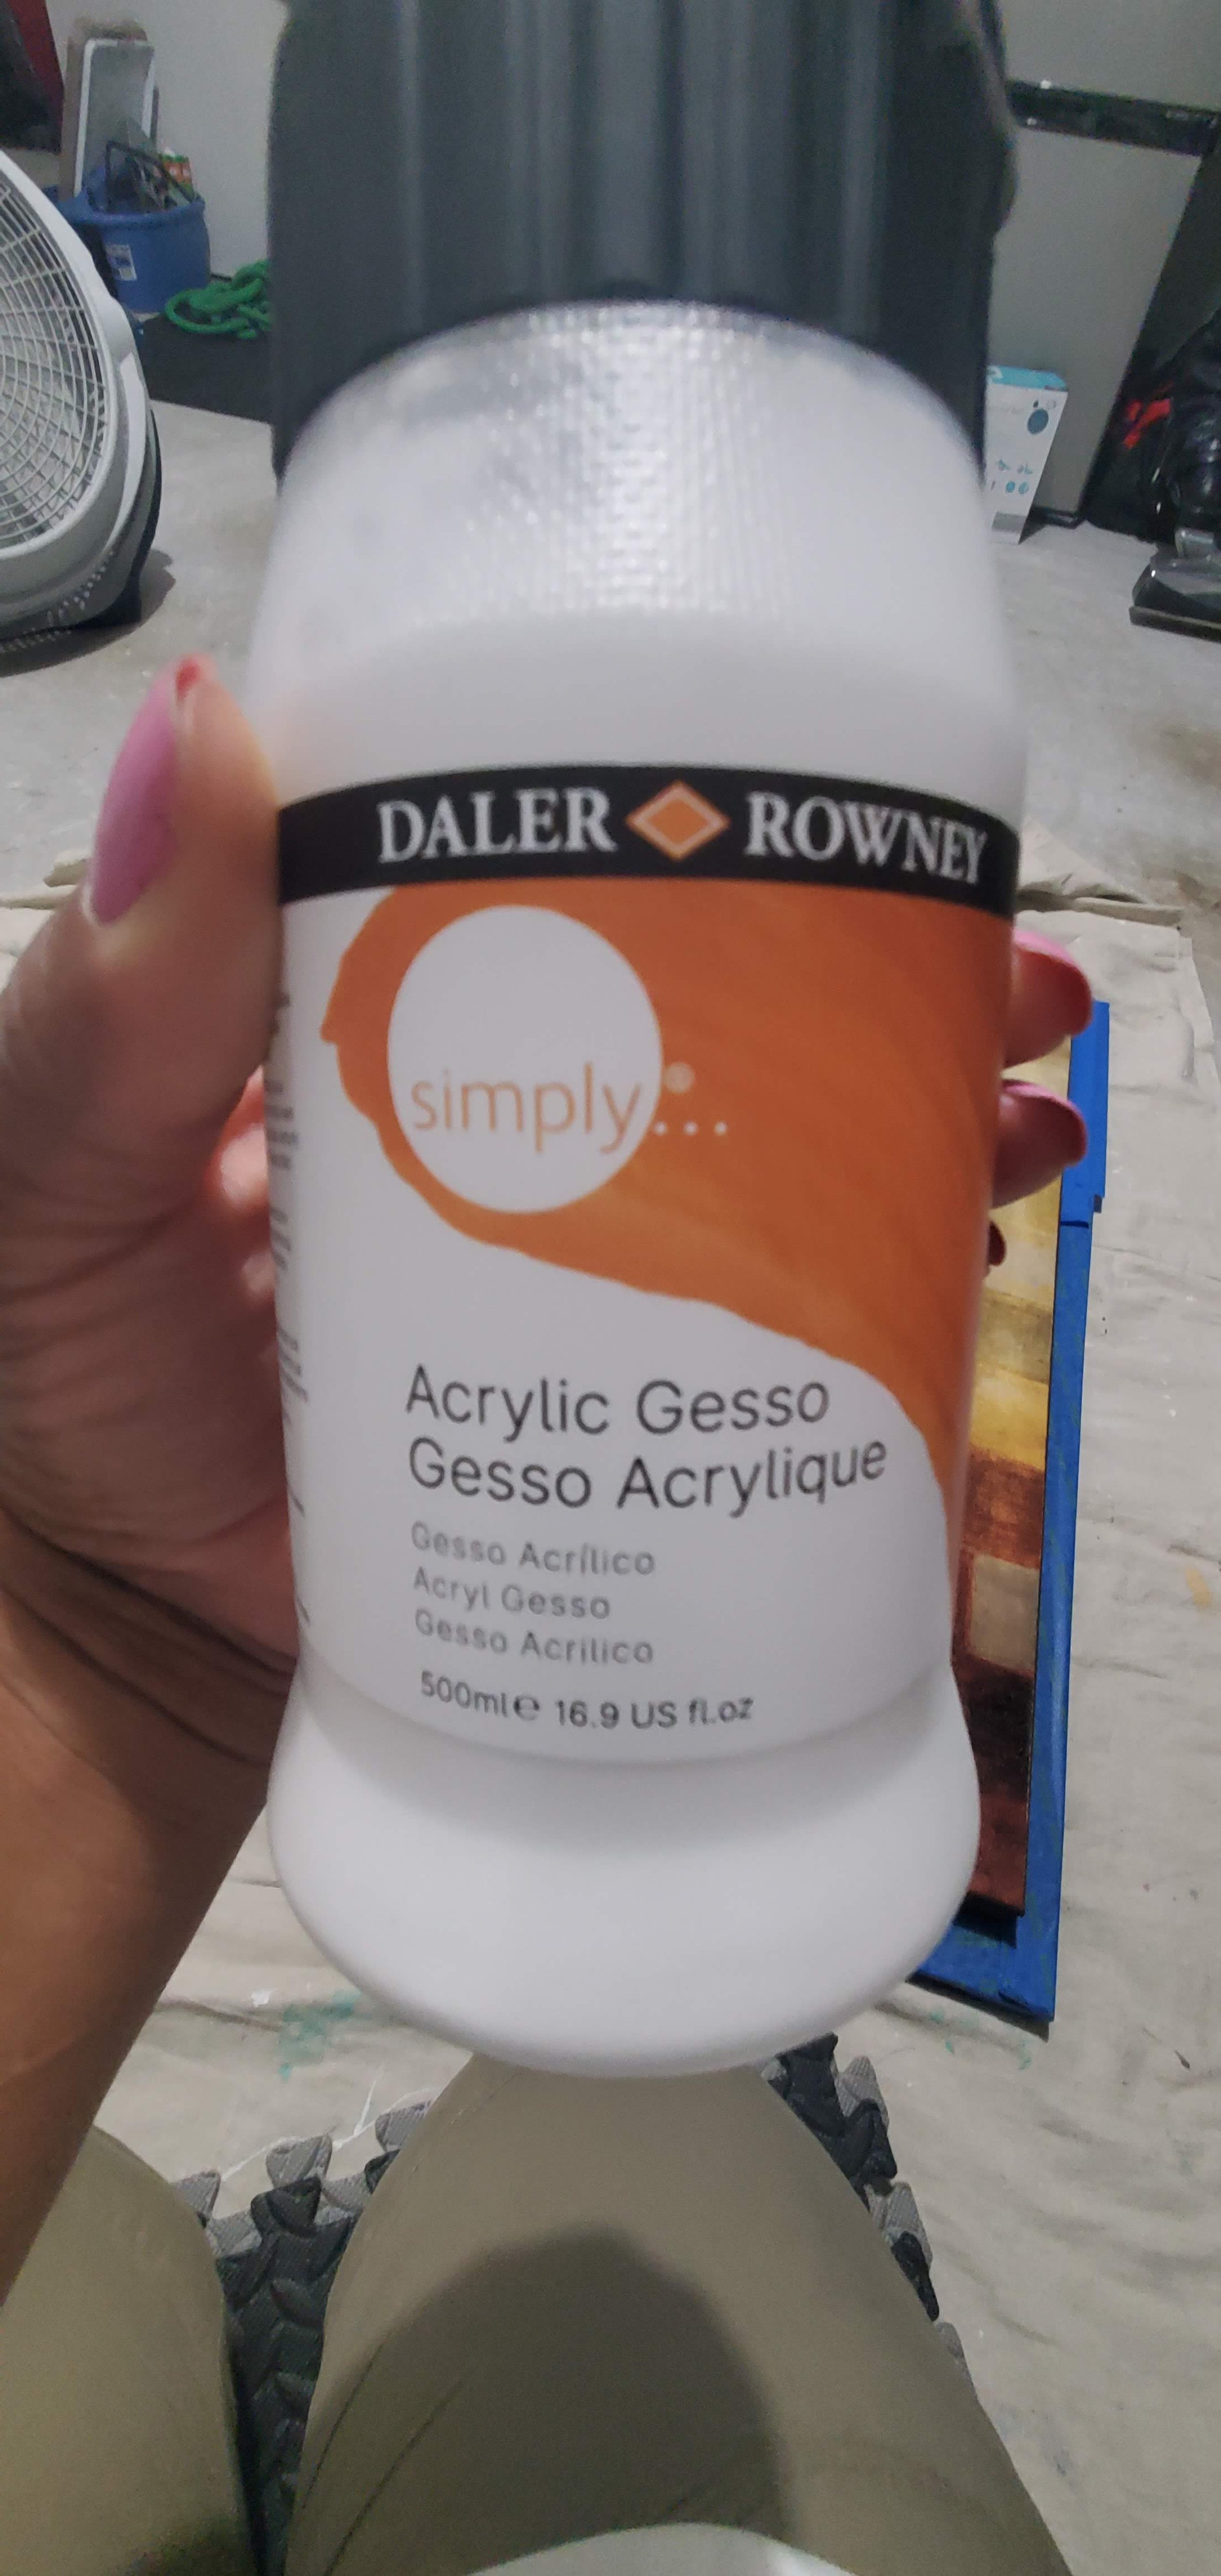 DALER ROWNEY
simply®...
Acrylic Gesso
Gesso Acrylique
Gesso Acrílico
Acryl Gesso
Gesso Acrilico
500ml℮ 16.9 US fl.oz